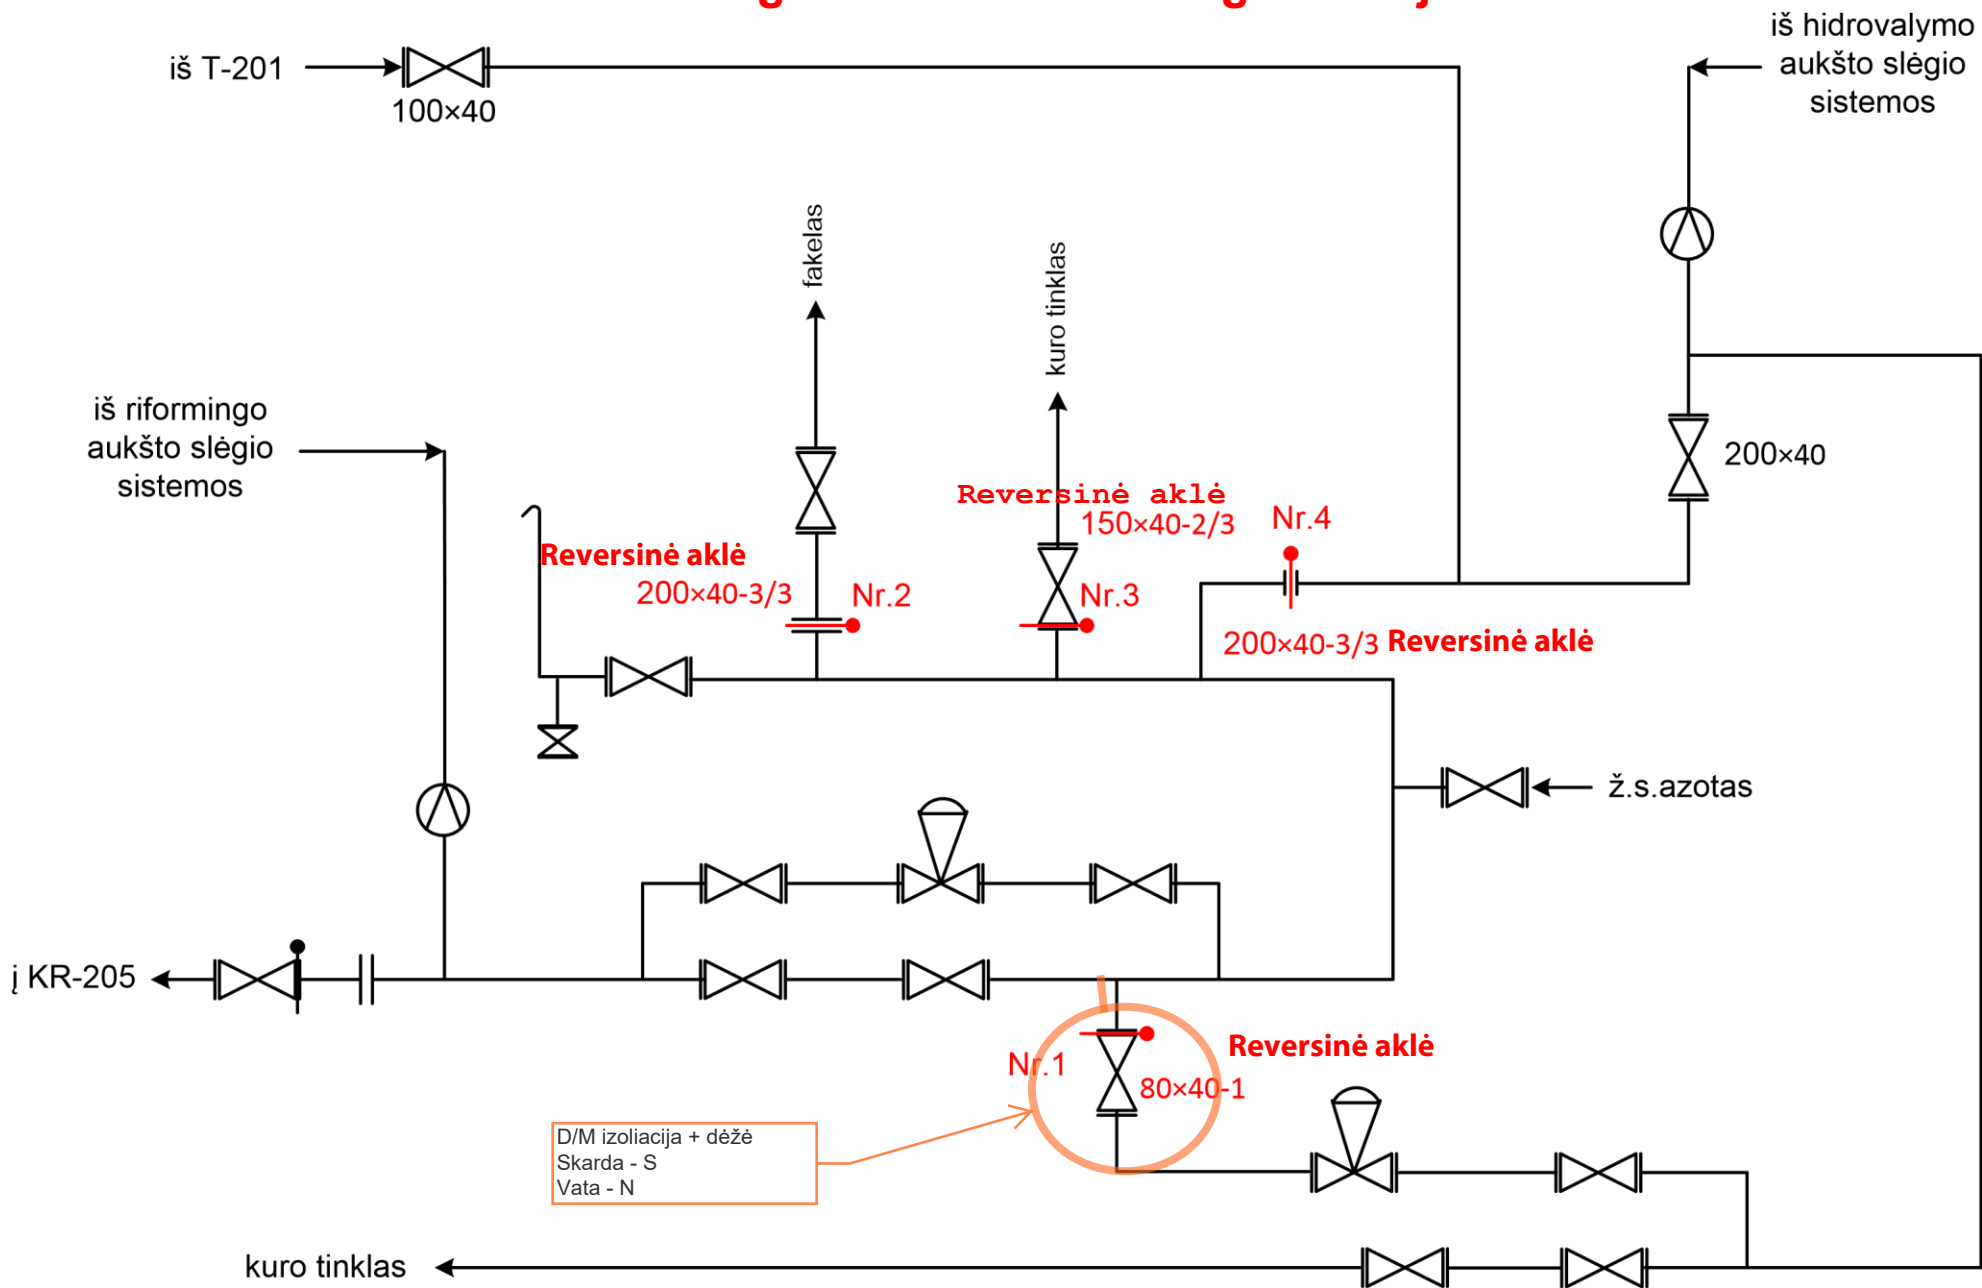 iš T-201
100×40
iš hidrovalymo
aukšto slėgio
sistemos
fakelas
kuro tinklas
iš riformingo
aukšto slėgio
sistemos
200×40
Reversinė aklė
150×40-2/3
Nr.4
Reversinė aklė
200×40-3/3
Nr.2
Nr.3
200×40-3/3 Reversinė aklė
ž.s.azotas
į KR-205
Reversinė aklė
Nr.1
80×40-1
D/M izoliacija + dėžė
Skarda - S
Vata - N
kuro tinklas